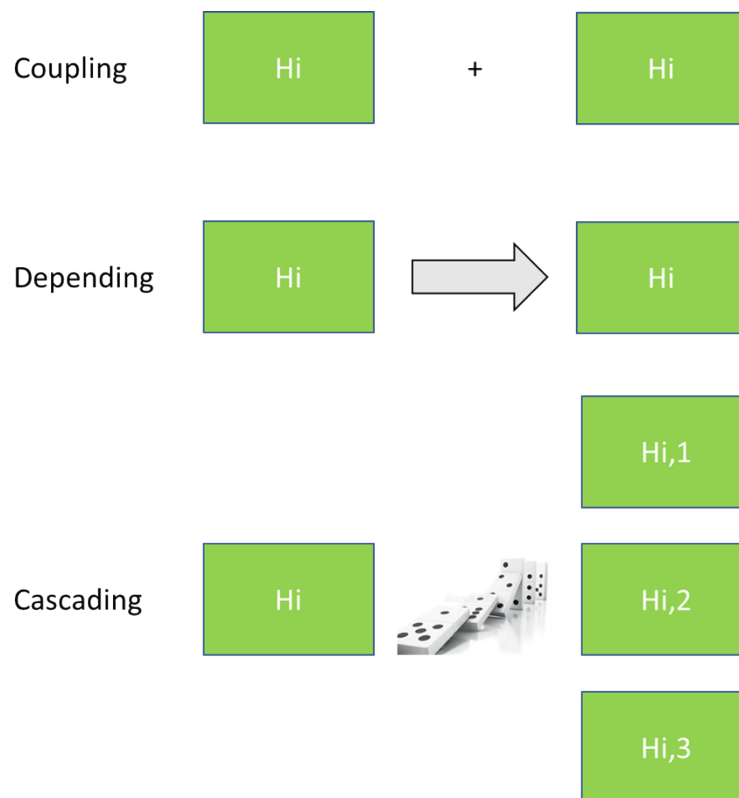 Coupling
Hi
+
Hi
Depending
Hi
Hi
Hi,1
Cascading
Hi
Hi,2
Hi,3